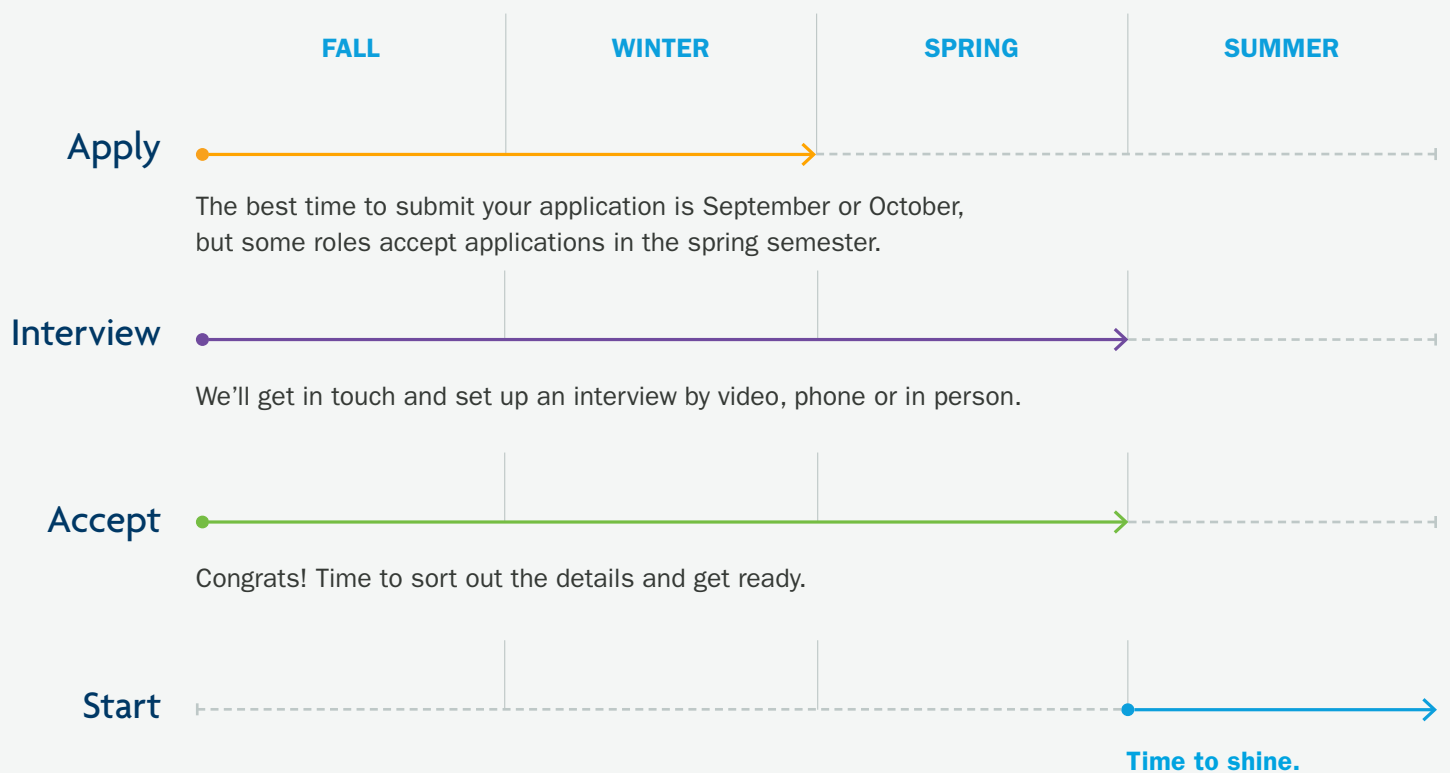 FALL WINTER SPRING SUMMER
Apply
The best time to submit your application is September or October,
but some roles accept applications in the spring semester.
Interview
We’ll get in touch and set up an interview by video, phone or in person.
Accept
Congrats! Time to sort out the details and get ready.
Start
Time to shine.